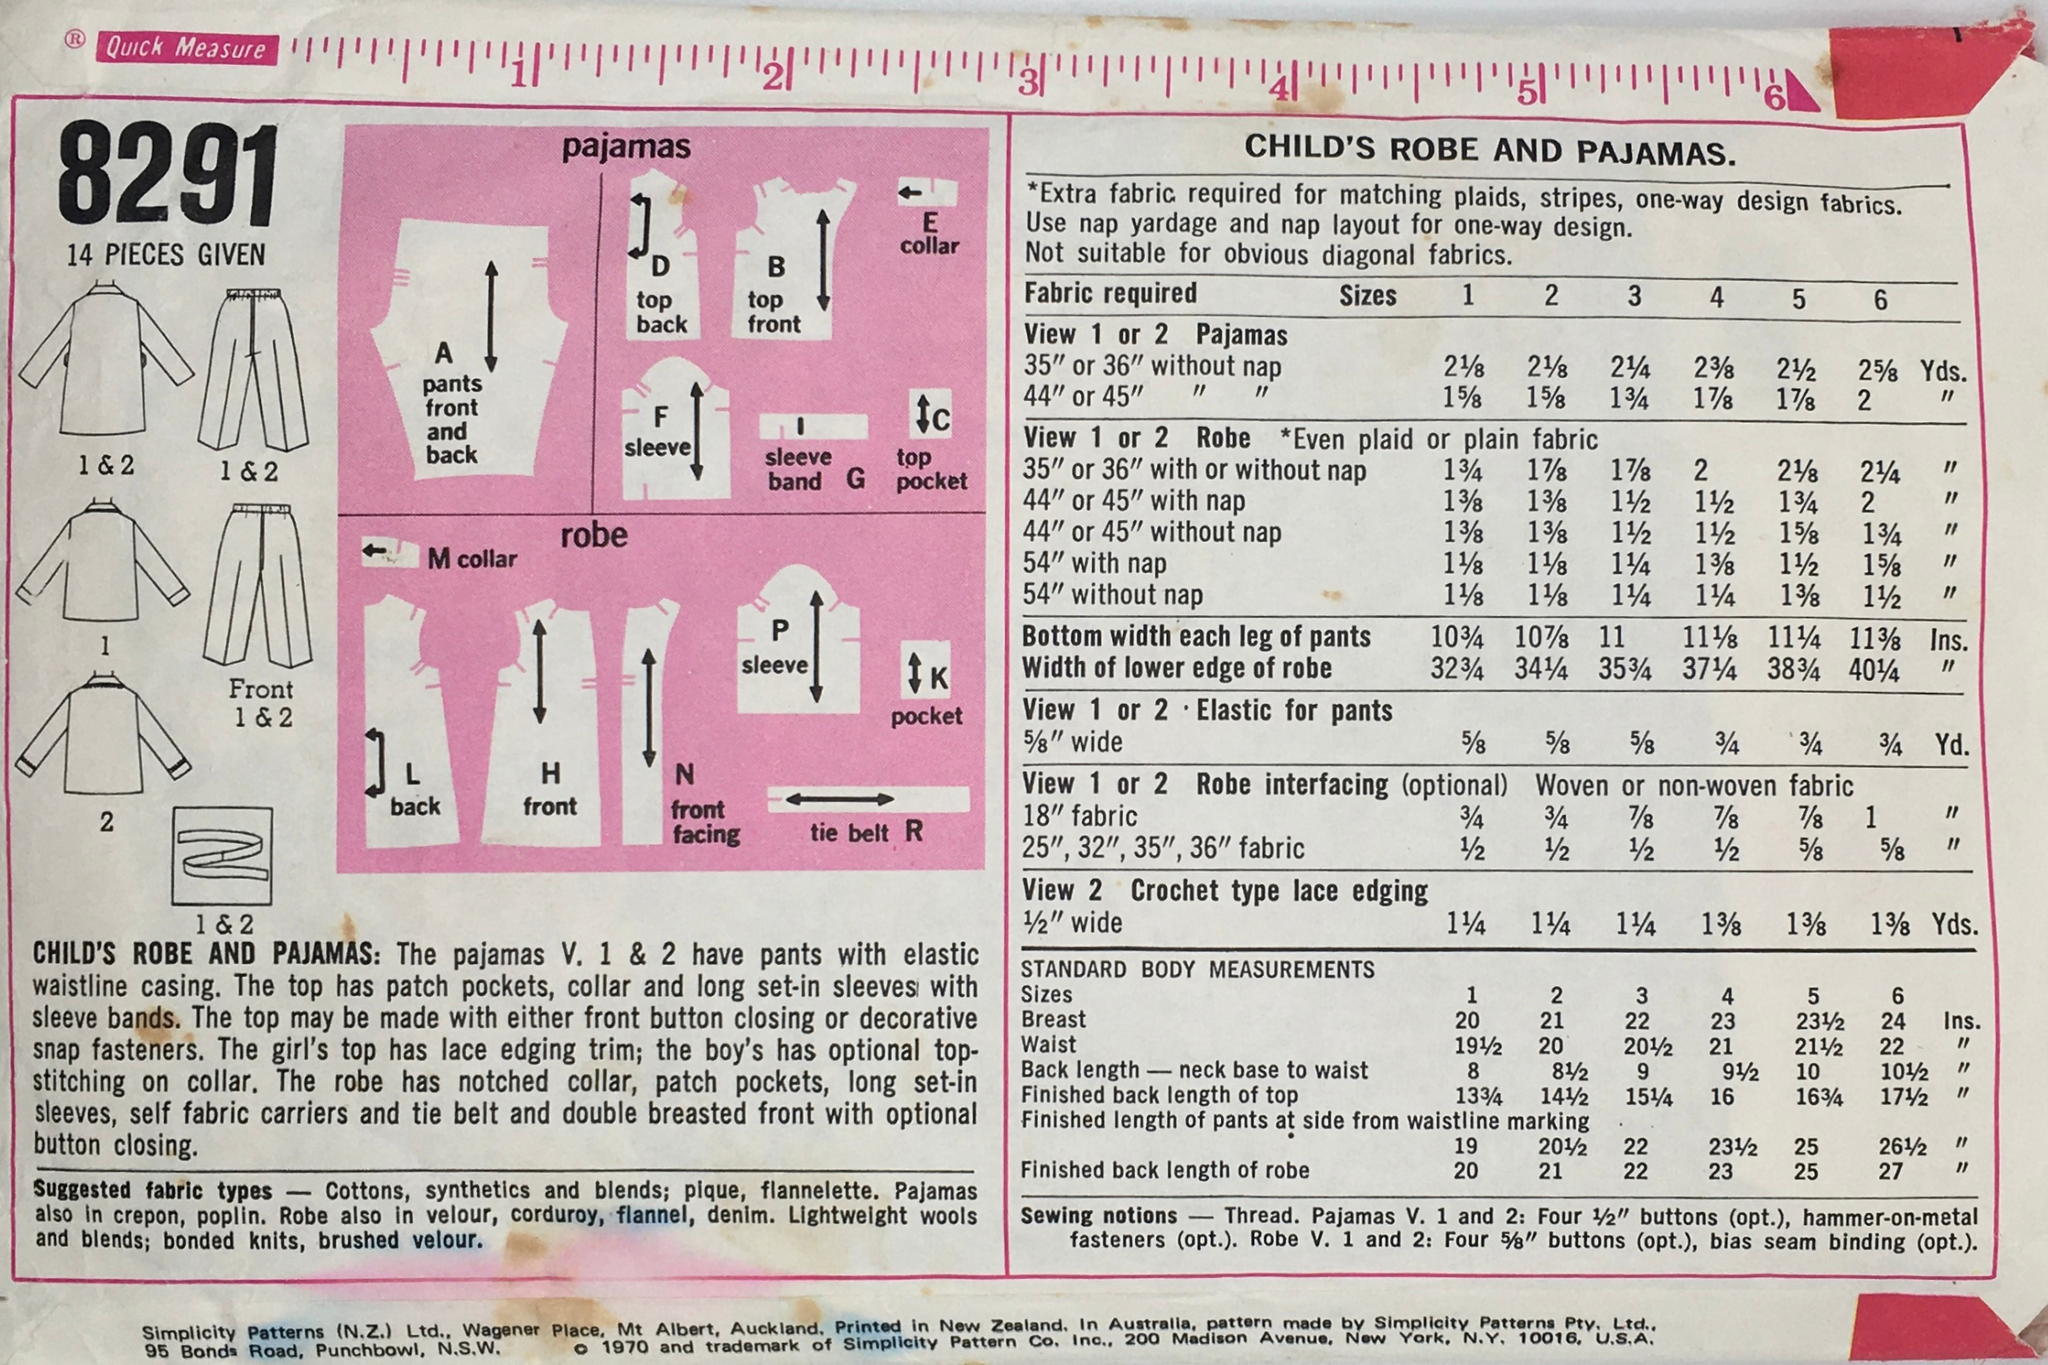 ® Quick Measure 1 2 3 4 5 6
8291
14 PIECES GIVEN
1 & 2
1 & 2
1
Front
1 & 2
2
1 & 2
pajamas
A
pants
front
and
back
D
top
back
B
top
front
E
collar
F
sleeve
sleeve
band G
C
top
pocket
robe
M collar
L
back
H
front
N
front
facing
P
sleeve
K
pocket
tie belt R
CHILD'S ROBE AND PAJAMAS: The pajamas V. 1 & 2 have pants with elastic
waistline casing. The top has patch pockets, collar and long set-in sleeves with
sleeve bands. The top may be made with either front button closing or decorative
snap fasteners. The girl's top has lace edging trim; the boy's has optional top-
stitching on collar. The robe has notched collar, patch pockets, long set-in
sleeves, self fabric carriers and tie belt and double breasted front with optional
button closing.
Suggested fabric types — Cottons, synthetics and blends; pique, flannelette. Pajamas
also in crepon, poplin. Robe also in velour, corduroy, flannel, denim. Lightweight wools
and blends; bonded knits, brushed velour.
CHILD'S ROBE AND PAJAMAS.
*Extra fabric required for matching plaids, stripes, one-way design fabrics.
Use nap yardage and nap layout for one-way design.
Not suitable for obvious diagonal fabrics.
Fabric required Sizes 1 2 3 4 5 6
View 1 or 2 Pajamas
35″ or 36″ without nap 2⅛ 2⅛ 2¼ 2⅜ 2½ 2⅝ Yds.
44″ or 45″ ″ ″ 1⅝ 1⅝ 1¾ 1⅞ 1⅞ 2 ″
View 1 or 2 Robe *Even plaid or plain fabric
35″ or 36″ with or without nap 1¾ 1⅞ 1⅞ 2 2⅛ 2¼ ″
44″ or 45″ with nap 1⅜ 1⅜ 1½ 1½ 1¾ 2 ″
44″ or 45″ without nap 1⅜ 1⅜ 1½ 1½ 1⅝ 1¾ ″
54″ with nap 1⅛ 1⅛ 1¼ 1⅜ 1½ 1⅝ ″
54″ without nap 1⅛ 1⅛ 1¼ 1¼ 1⅜ 1½ ″
Bottom width each leg of pants 10¾ 10⅞ 11 11⅛ 11¼ 11⅜ Ins.
Width of lower edge of robe 32¾ 34¼ 35¾ 37¼ 38¾ 40¼ ″
View 1 or 2 · Elastic for pants
⅝″ wide ⅝ ⅝ ⅝ ¾ ¾ ¾ Yd.
View 1 or 2 Robe interfacing (optional) Woven or non-woven fabric
18″ fabric ¾ ¾ ⅞ ⅞ ⅞ 1 ″
25″, 32″, 35″, 36″ fabric ½ ½ ½ ½ ⅝ ⅝ ″
View 2 Crochet type lace edging
½″ wide 1¼ 1¼ 1¼ 1⅜ 1⅜ 1⅜ Yds.
STANDARD BODY MEASUREMENTS
Sizes 1 2 3 4 5 6
Breast 20 21 22 23 23½ 24 Ins.
Waist 19½ 20 20½ 21 21½ 22 ″
Back length — neck base to waist 8 8½ 9 9½ 10 10½ ″
Finished back length of top 13¾ 14½ 15¼ 16 16¾ 17½ ″
Finished length of pants at side from waistline marking
19 20½ 22 23½ 25 26½ ″
Finished back length of robe 20 21 22 23 25 27 ″
Sewing notions — Thread. Pajamas V. 1 and 2: Four ½″ buttons (opt.), hammer-on-metal
fasteners (opt.). Robe V. 1 and 2: Four ⅝″ buttons (opt.), bias seam binding (opt.).
Simplicity Patterns (N.Z.) Ltd., Wagener Place, Mt Albert, Auckland. Printed in New Zealand. In Australia, pattern made by Simplicity Patterns Pty. Ltd.,
95 Bonds Road, Punchbowl, N.S.W. © 1970 and trademark of Simplicity Pattern Co. Inc., 200 Madison Avenue, New York, N.Y. 10016, U.S.A.